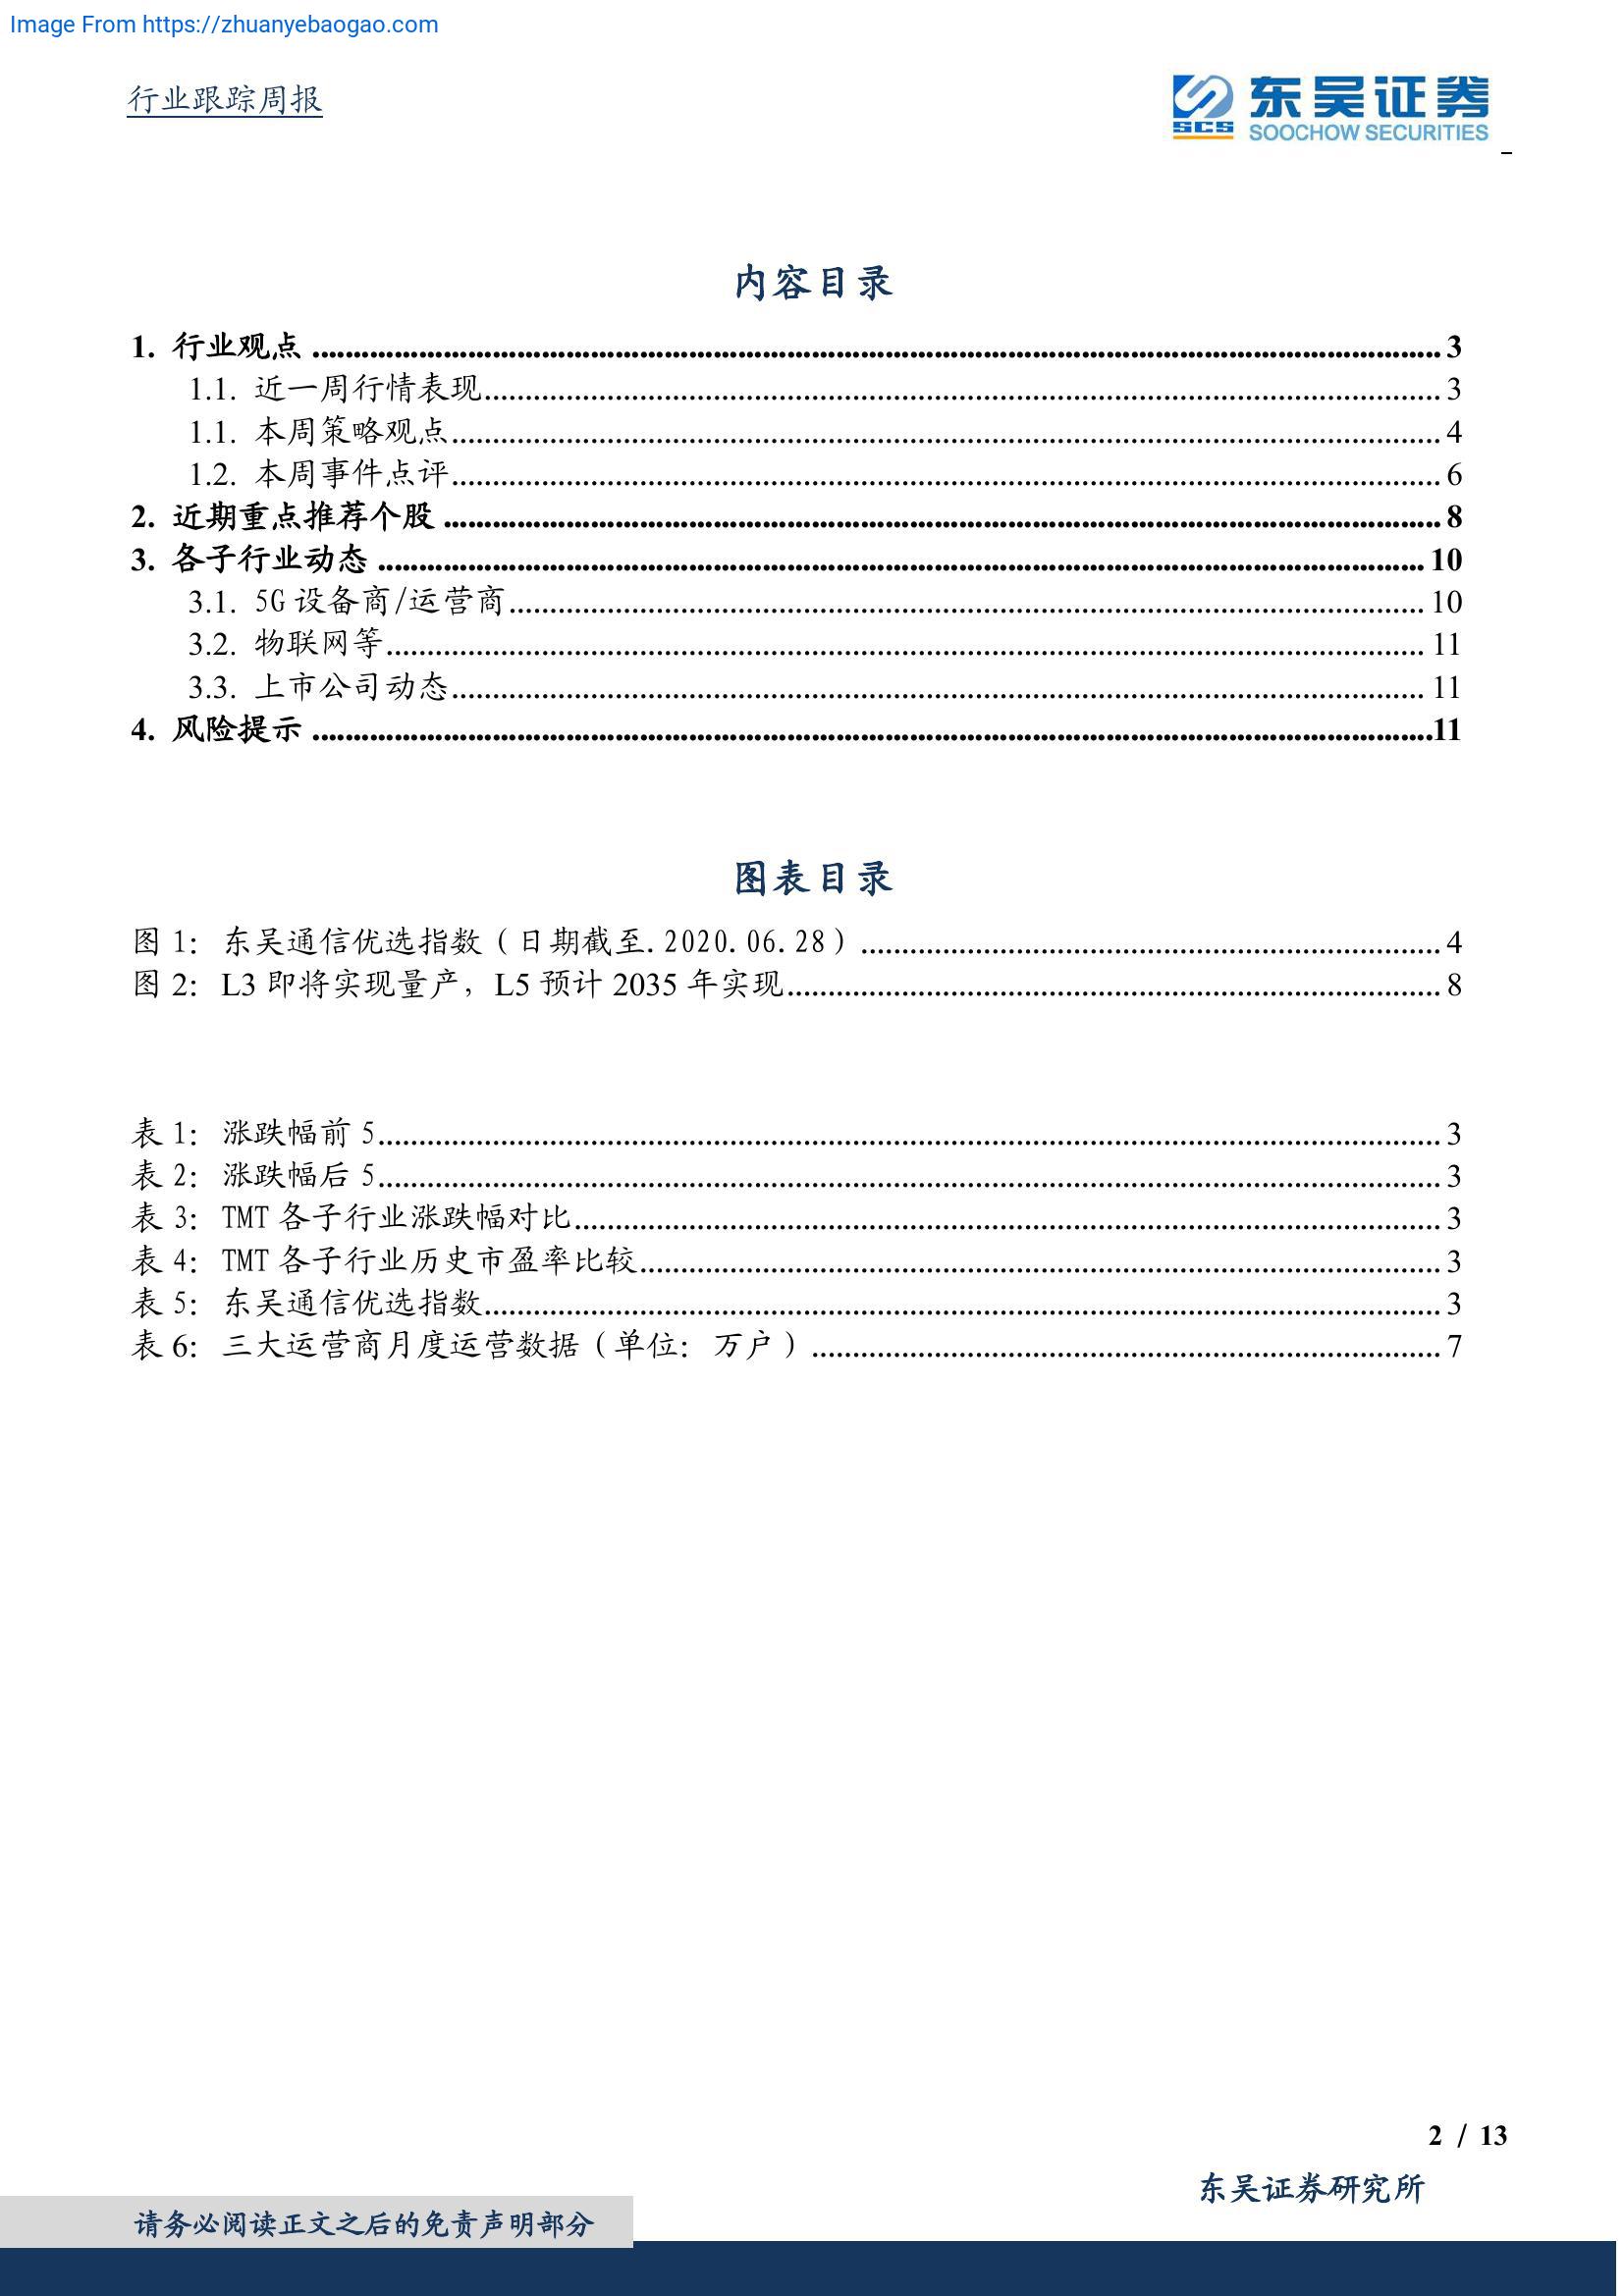 Image From https://zhuanyebaogao.com
行业跟踪周报
东吴证券
SCS
SOOCHOW SECURITIES
内容目录
1. 行业观点 ........ 3
1.1. 近一周行情表现........ 3
1.1. 本周策略观点........ 4
1.2. 本周事件点评........ 6
2. 近期重点推荐个股 ........ 8
3. 各子行业动态 ........ 10
3.1. 5G 设备商/运营商........ 10
3.2. 物联网等........ 11
3.3. 上市公司动态........ 11
4. 风险提示 ........11
图表目录
图 1: 东吴通信优选指数（日期截至.2020.06.28）........ 4
图 2: L3 即将实现量产，L5 预计 2035 年实现........ 8
表 1: 涨跌幅前 5........ 3
表 2: 涨跌幅后 5........ 3
表 3: TMT 各子行业涨跌幅对比........ 3
表 4: TMT 各子行业历史市盈率比较........ 3
表 5: 东吴通信优选指数........ 3
表 6: 三大运营商月度运营数据（单位: 万户）........ 7
2 / 13
东吴证券研究所
请务必阅读正文之后的免责声明部分